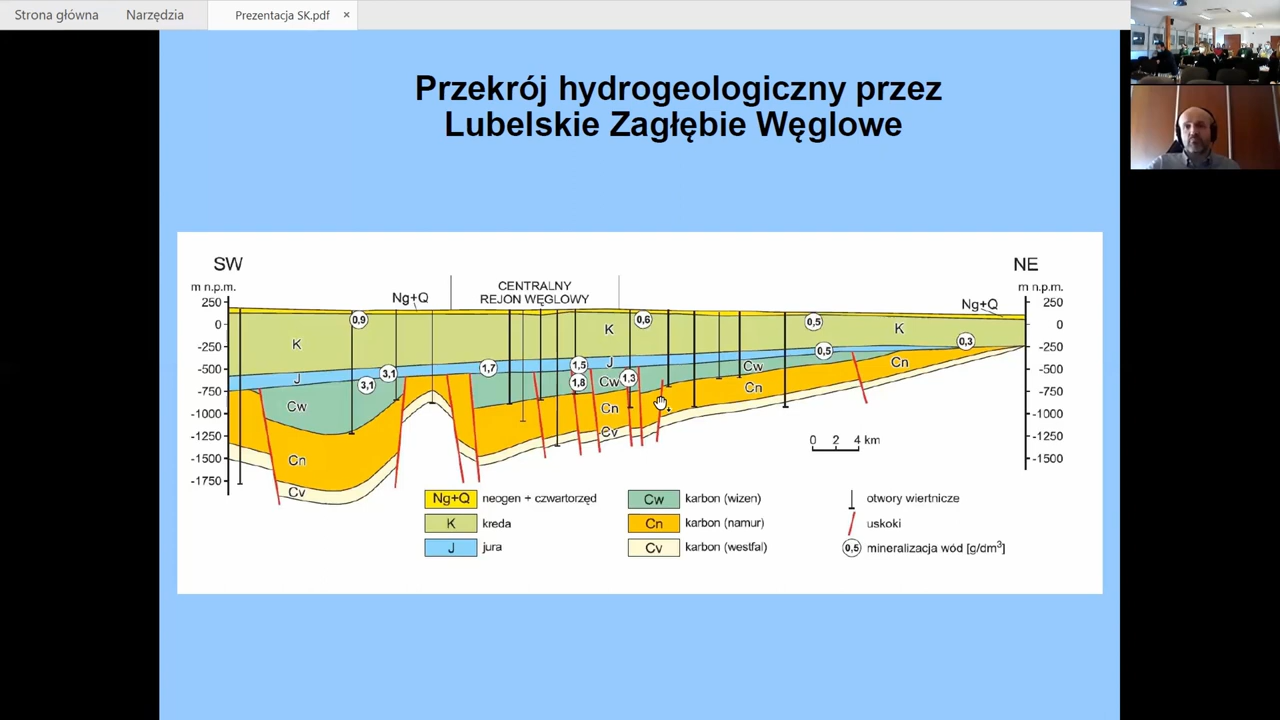 Strona główna
Narzędzia
Prezentacja SK.pdf
×
Przekrój hydrogeologiczny przez
Lubelskie Zagłębie Węglowe
SW
NE
m n.p.m.
m n.p.m.
CENTRALNY
REJON WĘGLOWY
Ng+Q
Ng+Q
250
0
-250
-500
-750
-1000
-1250
-1500
-1750
250
0
-250
-500
-750
-1000
-1250
-1500
0,9
0,6
0,5
K
K
K
0,3
J
J
3,1
3,1
1,7
1,5
1,8
1,3
0,5
Cw
Cw
Cw
Cn
Cn
Cn
Cn
Cv
Cv
0 2 4 km
Ng+Q neogen + czwartorzęd
K kreda
J jura
Cw karbon (wizen)
Cn karbon (namur)
Cv karbon (westfal)
otwory wiertnicze
uskoki
0,5 mineralizacja wód [g/dm³]